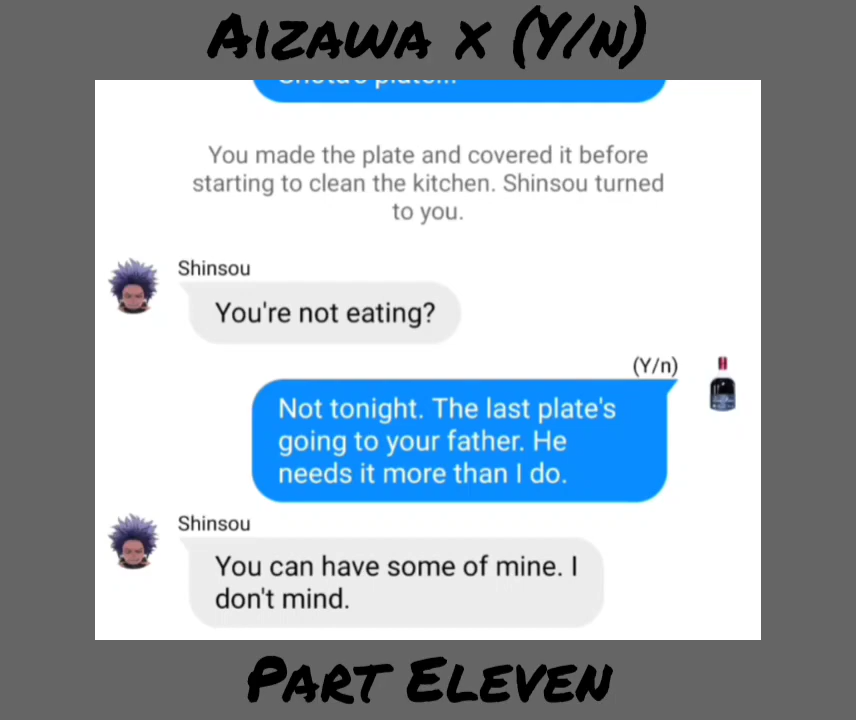 Aizawa x (Y/n)
You made the plate and covered it before
starting to clean the kitchen. Shinsou turned
to you.
Shinsou
You're not eating?
(Y/n)
Not tonight. The last plate's
going to your father. He
needs it more than I do.
Shinsou
You can have some of mine. I
don't mind.
Part Eleven